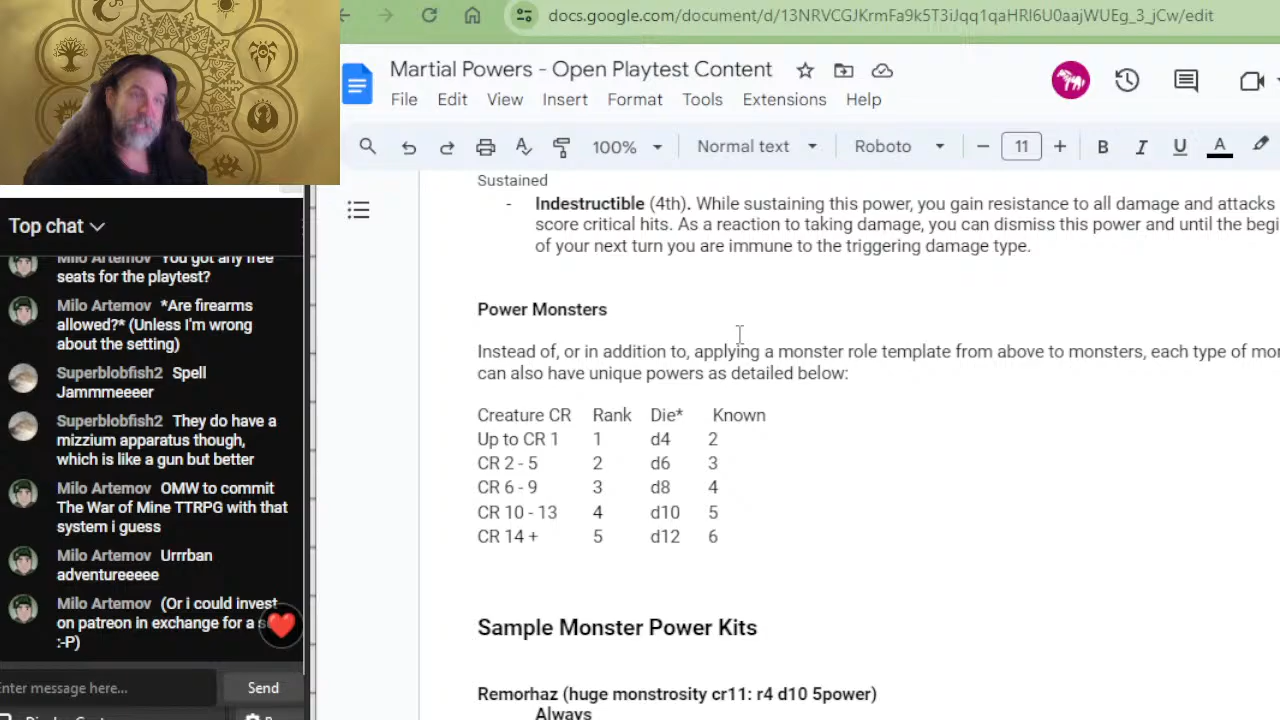 docs.google.com/document/d/13NRVCGJKrmFa9k5T3iJqq1qaHRI6U0aajWUEg_3_jCw/edit
Martial Powers - Open Playtest Content
File Edit View Insert Format Tools Extensions Help
100% Normal text Roboto 11 B I U A
Sustained
- Indestructible (4th). While sustaining this power, you gain resistance to all damage and attacks
score critical hits. As a reaction to taking damage, you can dismiss this power and until the
of your next turn you are immune to the triggering damage type.
Power Monsters
Instead of, or in addition to, applying a monster role template from above to monsters, each type of
can also have unique powers as detailed below:
Creature CR Rank Die* Known
Up to CR 1 1 d4 2
CR 2 - 5 2 d6 3
CR 6 - 9 3 d8 4
CR 10 - 13 4 d10 5
CR 14 + 5 d12 6
Sample Monster Power Kits
Remorhaz (huge monstrosity cr11: r4 d10 5power)
Always
Top chat
Milo Artemov You got any free
seats for the playtest?
Milo Artemov *Are firearms
allowed?* (Unless I'm wrong
about the setting)
Superblobfish2 Spell
Jammmeeeer
Superblobfish2 They do have a
mizzium apparatus though,
which is like a gun but better
Milo Artemov OMW to commit
The War of Mine TTRPG with that
system i guess
Milo Artemov Urrrban
adventureeeee
Milo Artemov (Or i could invest
on patreon in exchange for a
:-P)
Enter message here...
Send